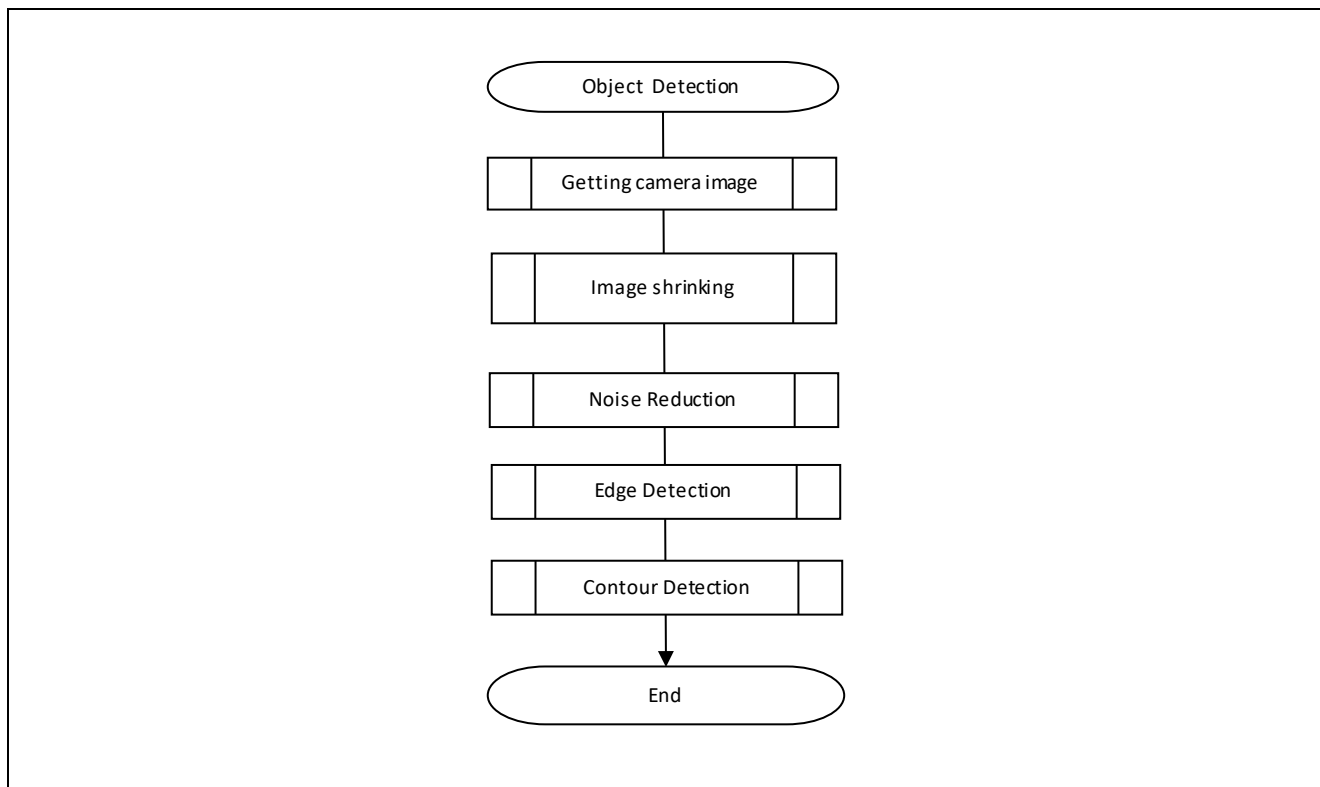 Object Detection
Getting camera image
Image shrinking
Noise Reduction
Edge Detection
Contour Detection
End